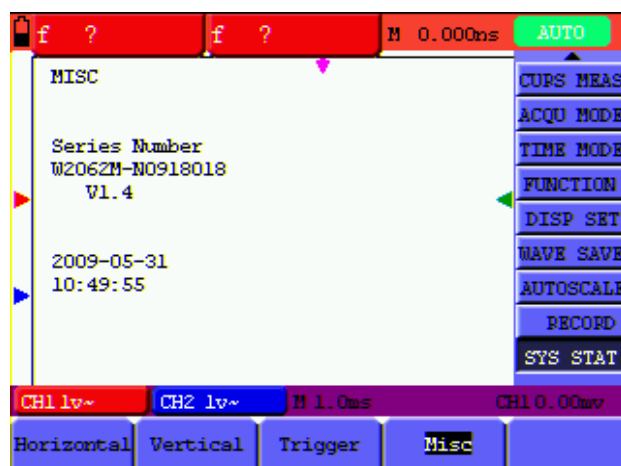 f ? f ? M 0.000ns AUTO
MISC
Series Number
W2062M-N0918018
V1.4
2009-05-31
10:49:55
CURS MEAS
ACQU MODE
TIME MODE
FUNCTION
DISP SET
WAVE SAVE
AUTOSCALE
RECORD
SYS STAT
CH1 1v~ CH2 1v~ M 1.0ms CH1 0.00mv
Horizontal Vertical Trigger Misc